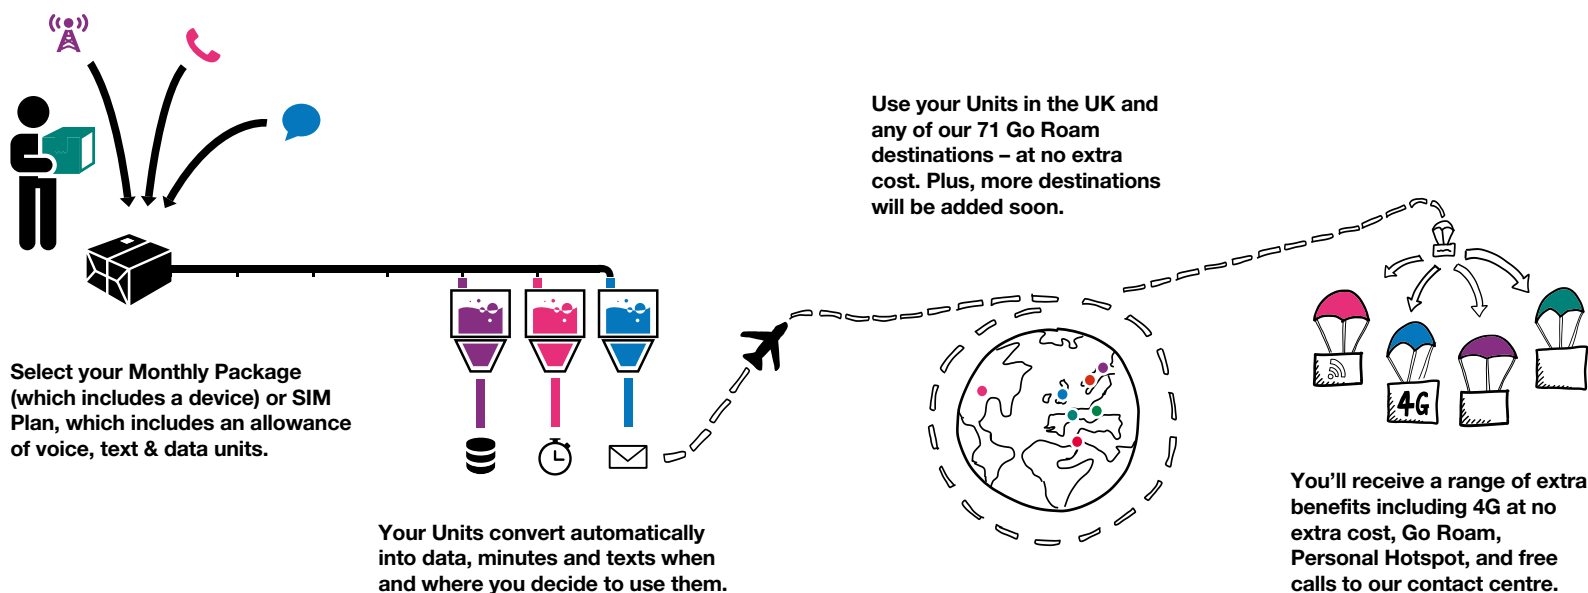 Select your Monthly Package
(which includes a device) or SIM
Plan, which includes an allowance
of voice, text & data units.
Your Units convert automatically
into data, minutes and texts when
and where you decide to use them.
Use your Units in the UK and
any of our 71 Go Roam
destinations – at no extra
cost. Plus, more destinations
will be added soon.
4G
You’ll receive a range of extra
benefits including 4G at no
extra cost, Go Roam,
Personal Hotspot, and free
calls to our contact centre.